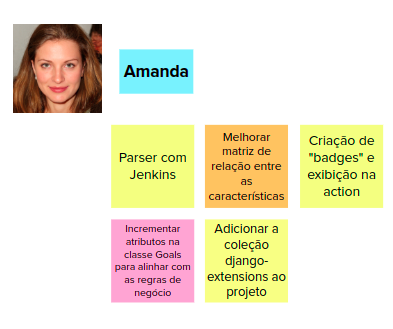 Amanda
Parser com
Jenkins
Melhorar
matriz de
relação entre
as
características
Criação de
"badges" e
exibição na
action
Incrementar
atributos na
classe Goals
para alinhar com
as regras de
negócio
Adicionar a
coleção
django-
extensions ao
projeto